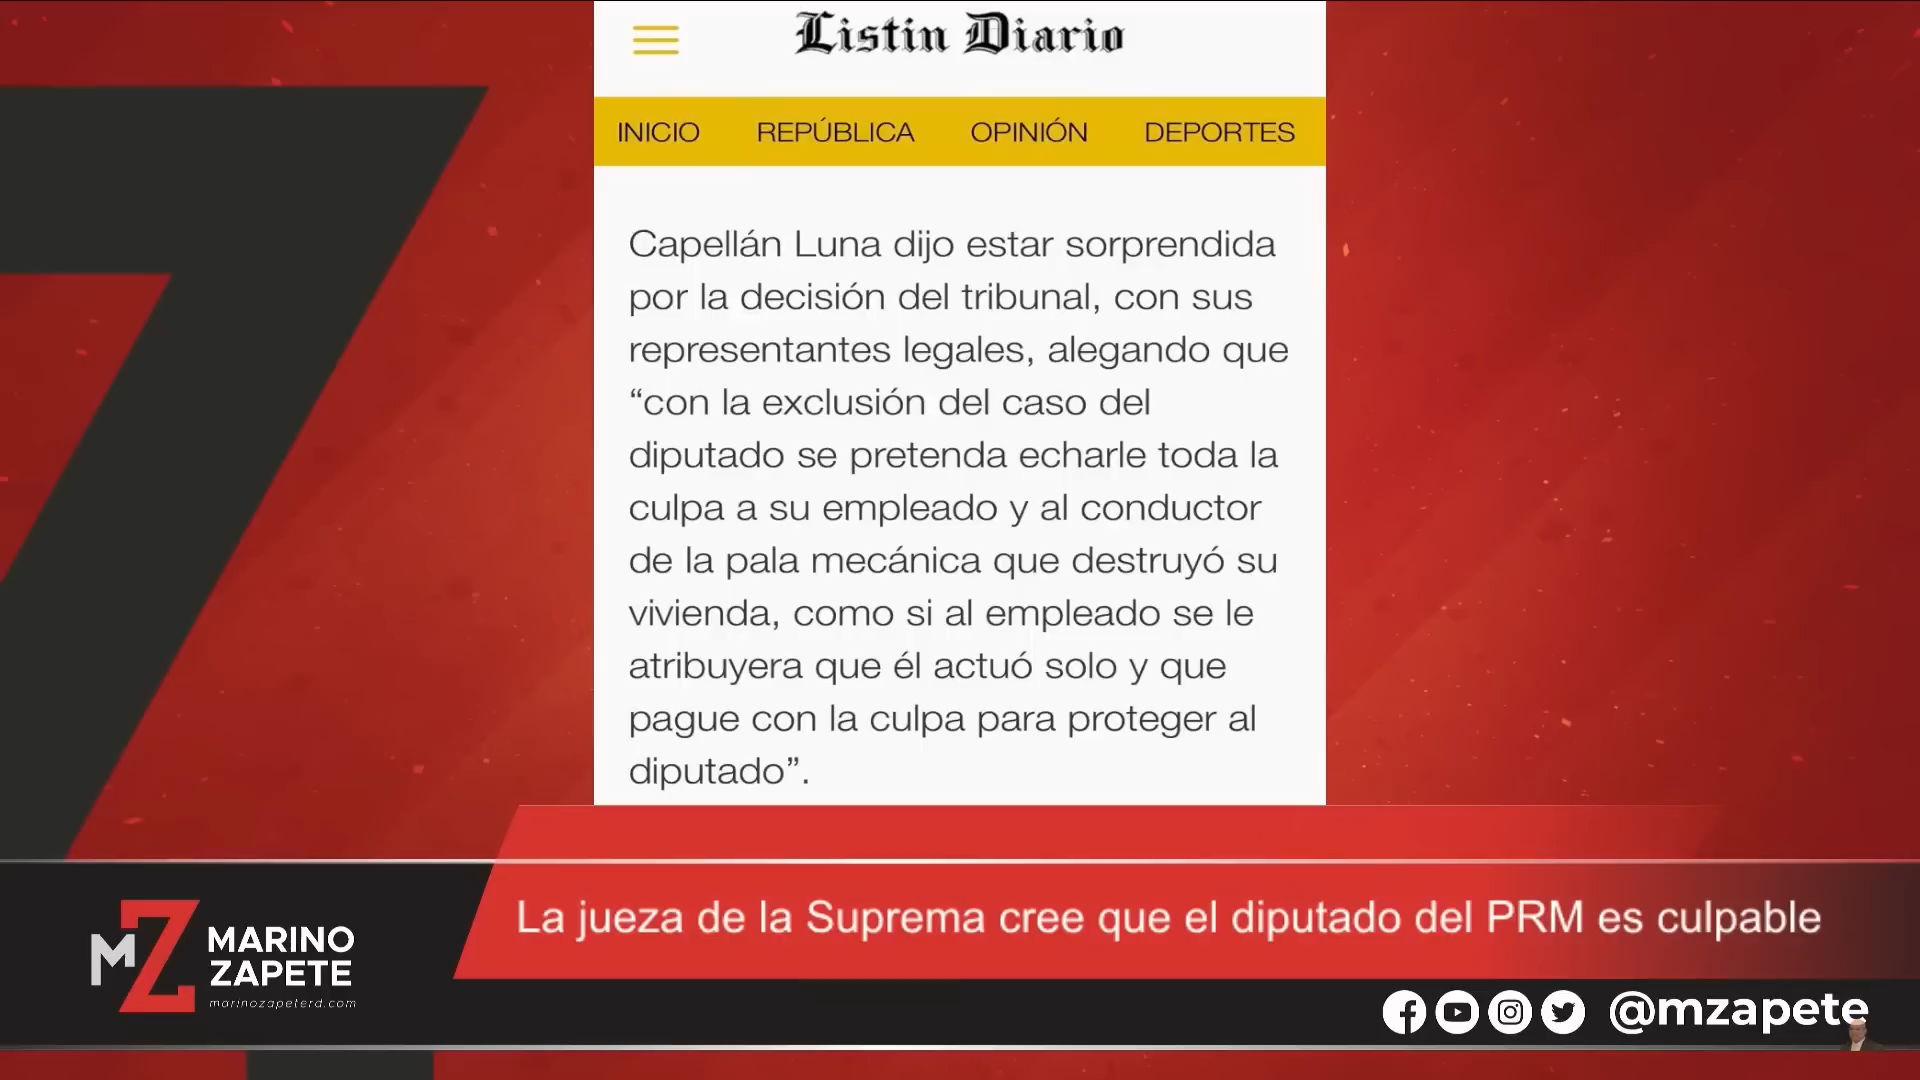 Listín Diario
INICIO REPÚBLICA OPINIÓN DEPORTES
Capellán Luna dijo estar sorprendida
por la decisión del tribunal, con sus
representantes legales, alegando que
“con la exclusión del caso del
diputado se pretenda echarle toda la
culpa a su empleado y al conductor
de la pala mecánica que destruyó su
vivienda, como si al empleado se le
atribuyera que él actuó solo y que
pague con la culpa para proteger al
diputado”.
La jueza de la Suprema cree que el diputado del PRM es culpable
MZ MARINO
ZAPETE
marinozapeterd.com
@mzapete